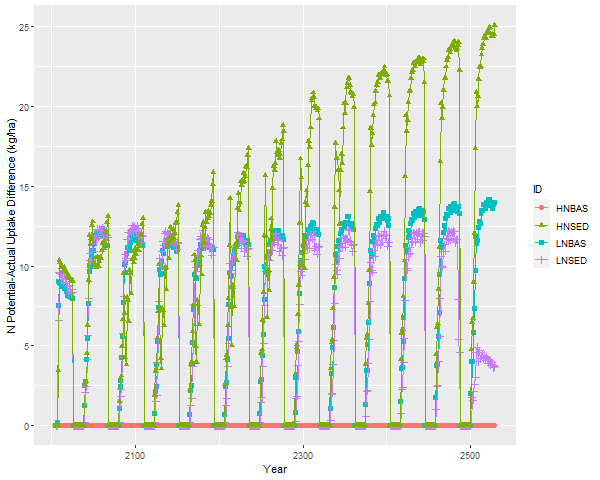 N Potential-Actual Uptake Difference (kg/ha)
25
20
15
10
5
0
2100
2300
2500
Year
ID
HNBAS
HNSED
LNBAS
LNSED